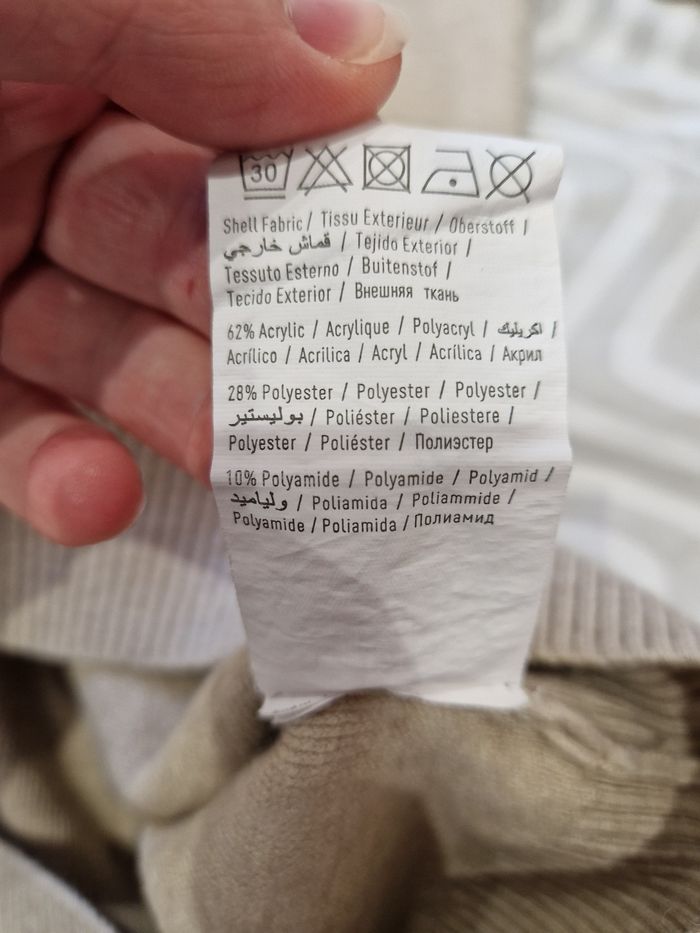 30
Shell Fabric / Tissu Exterieur / Oberstoff /
قماش خارجي / Tejido Exterior /
Tessuto Esterno / Buitenstof /
Tecido Exterior / Внешняя ткань
62% Acrylic / Acrylique / Polyacryl / اكريليك /
Acrílico / Acrilica / Acryl / Acrílica / Акрил
28% Polyester / Polyester / Polyester /
بوليستير / Poliéster / Poliestere /
Polyester / Poliéster / Полиэстер
10% Polyamide / Polyamide / Polyamid /
ولياميد / Poliamida / Poliammide /
Polyamide / Poliamida / Полиамид